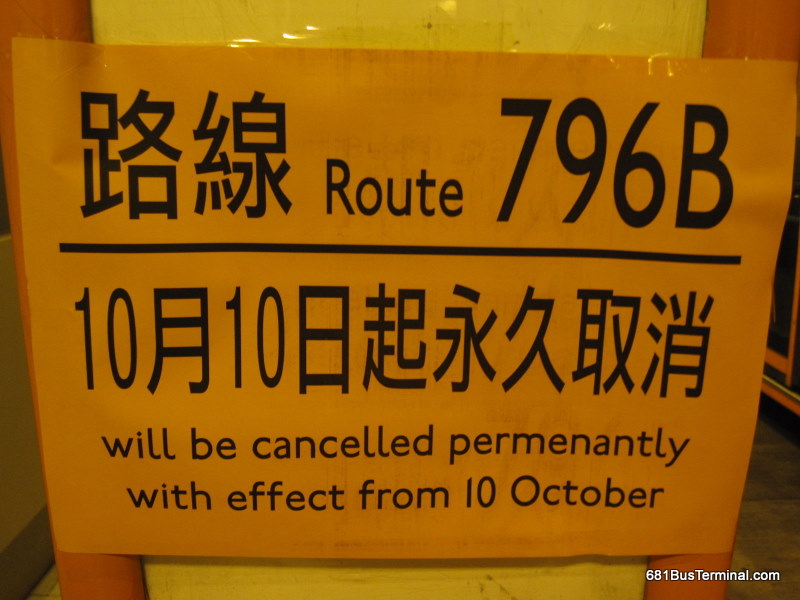 路線 Route 796B
10月10日起永久取消
will be cancelled permenantly
with effect from 10 October
681BusTerminal.com